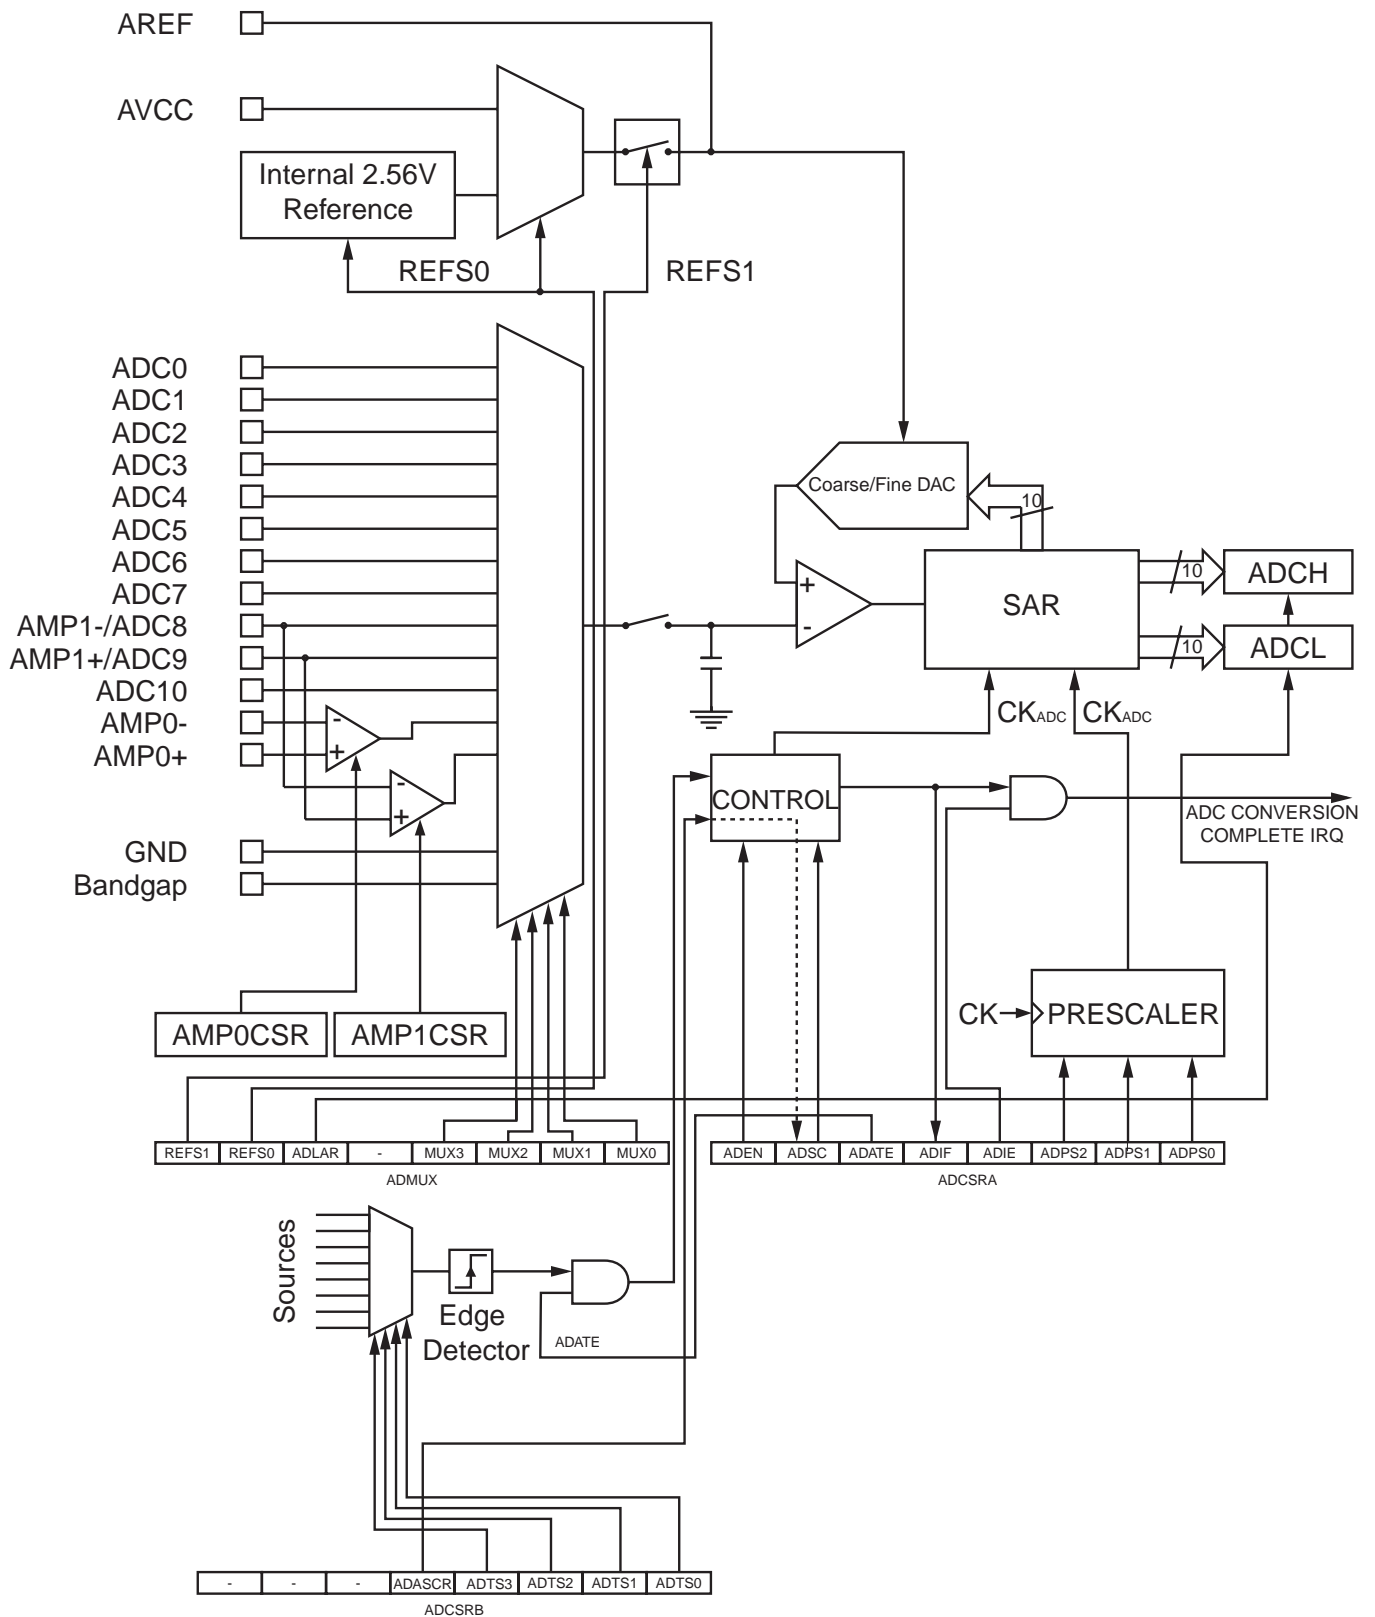 AREF
AVCC
Internal 2.56V
Reference
REFS0
REFS1
ADC0
ADC1
ADC2
ADC3
ADC4
ADC5
ADC6
ADC7
AMP1-/ADC8
AMP1+/ADC9
ADC10
AMP0-
AMP0+
GND
Bandgap
-
+
-
+
Coarse/Fine DAC
10
+
-
SAR
10
ADCH
10
ADCL
CKADC
CKADC
CONTROL
ADC CONVERSION
COMPLETE IRQ
CK
PRESCALER
AMP0CSR
AMP1CSR
REFS1 REFS0 ADLAR - MUX3 MUX2 MUX1 MUX0
ADMUX
ADEN ADSC ADATE ADIF ADIE ADPS2 ADPS1 ADPS0
ADCSRA
Sources
Edge
Detector
ADATE
- - - ADASCR ADTS3 ADTS2 ADTS1 ADTS0
ADCSRB